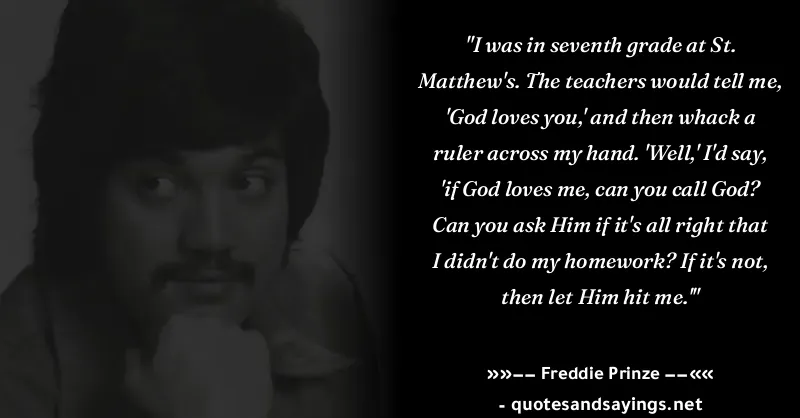 "I was in seventh grade at St.
Matthew's. The teachers would tell me,
'God loves you,' and then whack a
ruler across my hand. 'Well,' I'd say,
'if God loves me, can you call God?
Can you ask Him if it's all right that
I didn't do my homework? If it's not,
then let Him hit me.'"
»»–– Freddie Prinze ––««
- quotesandsayings.net